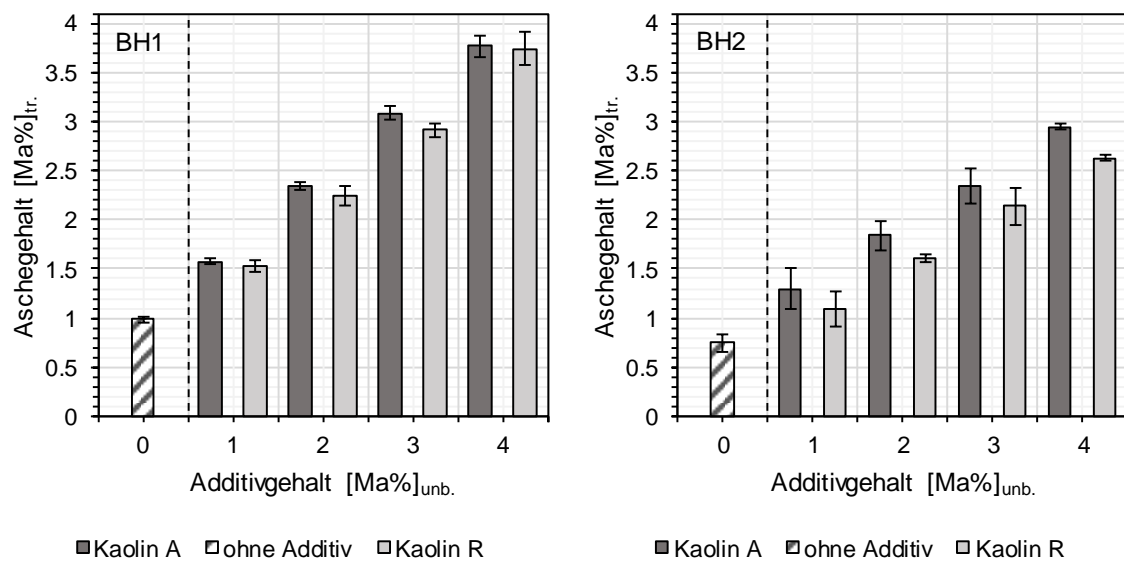 BH1
Aschegehalt [Ma%]tr.
4
3.5
3
2.5
2
1.5
1
0.5
0
0 1 2 3 4
Additivgehalt [Ma%]unb.
Kaolin A ohne Additiv Kaolin R
BH2
Aschegehalt [Ma%]tr.
4
3.5
3
2.5
2
1.5
1
0.5
0
0 1 2 3 4
Additivgehalt [Ma%]unb.
Kaolin A ohne Additiv Kaolin R